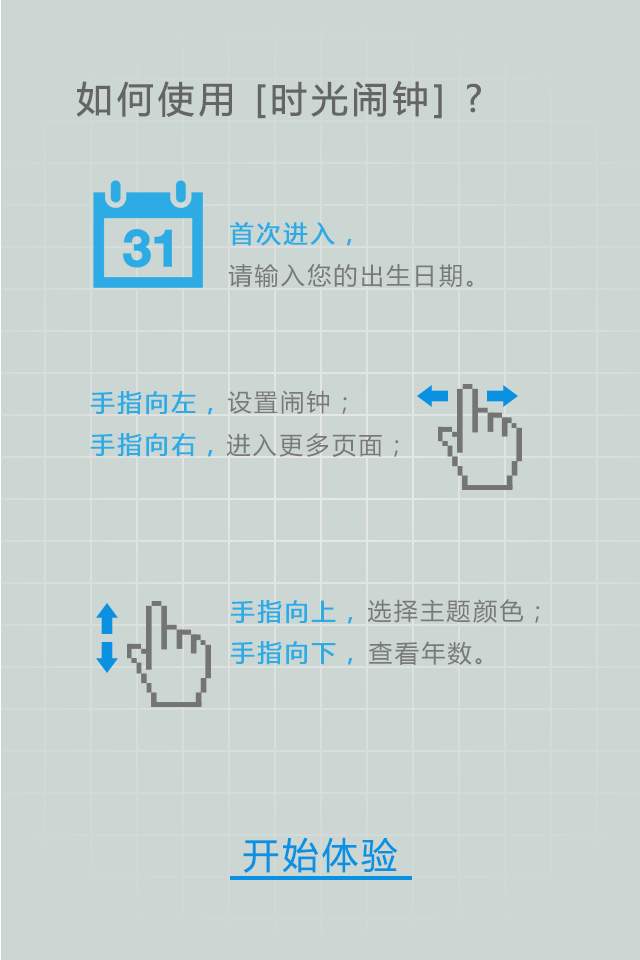 如何使用 [时光闹钟] ?
31
首次进入，
请输入您的出生日期。
手指向左，设置闹钟；
手指向右，进入更多页面；
手指向上，选择主题颜色；
手指向下，查看年数。
开始体验